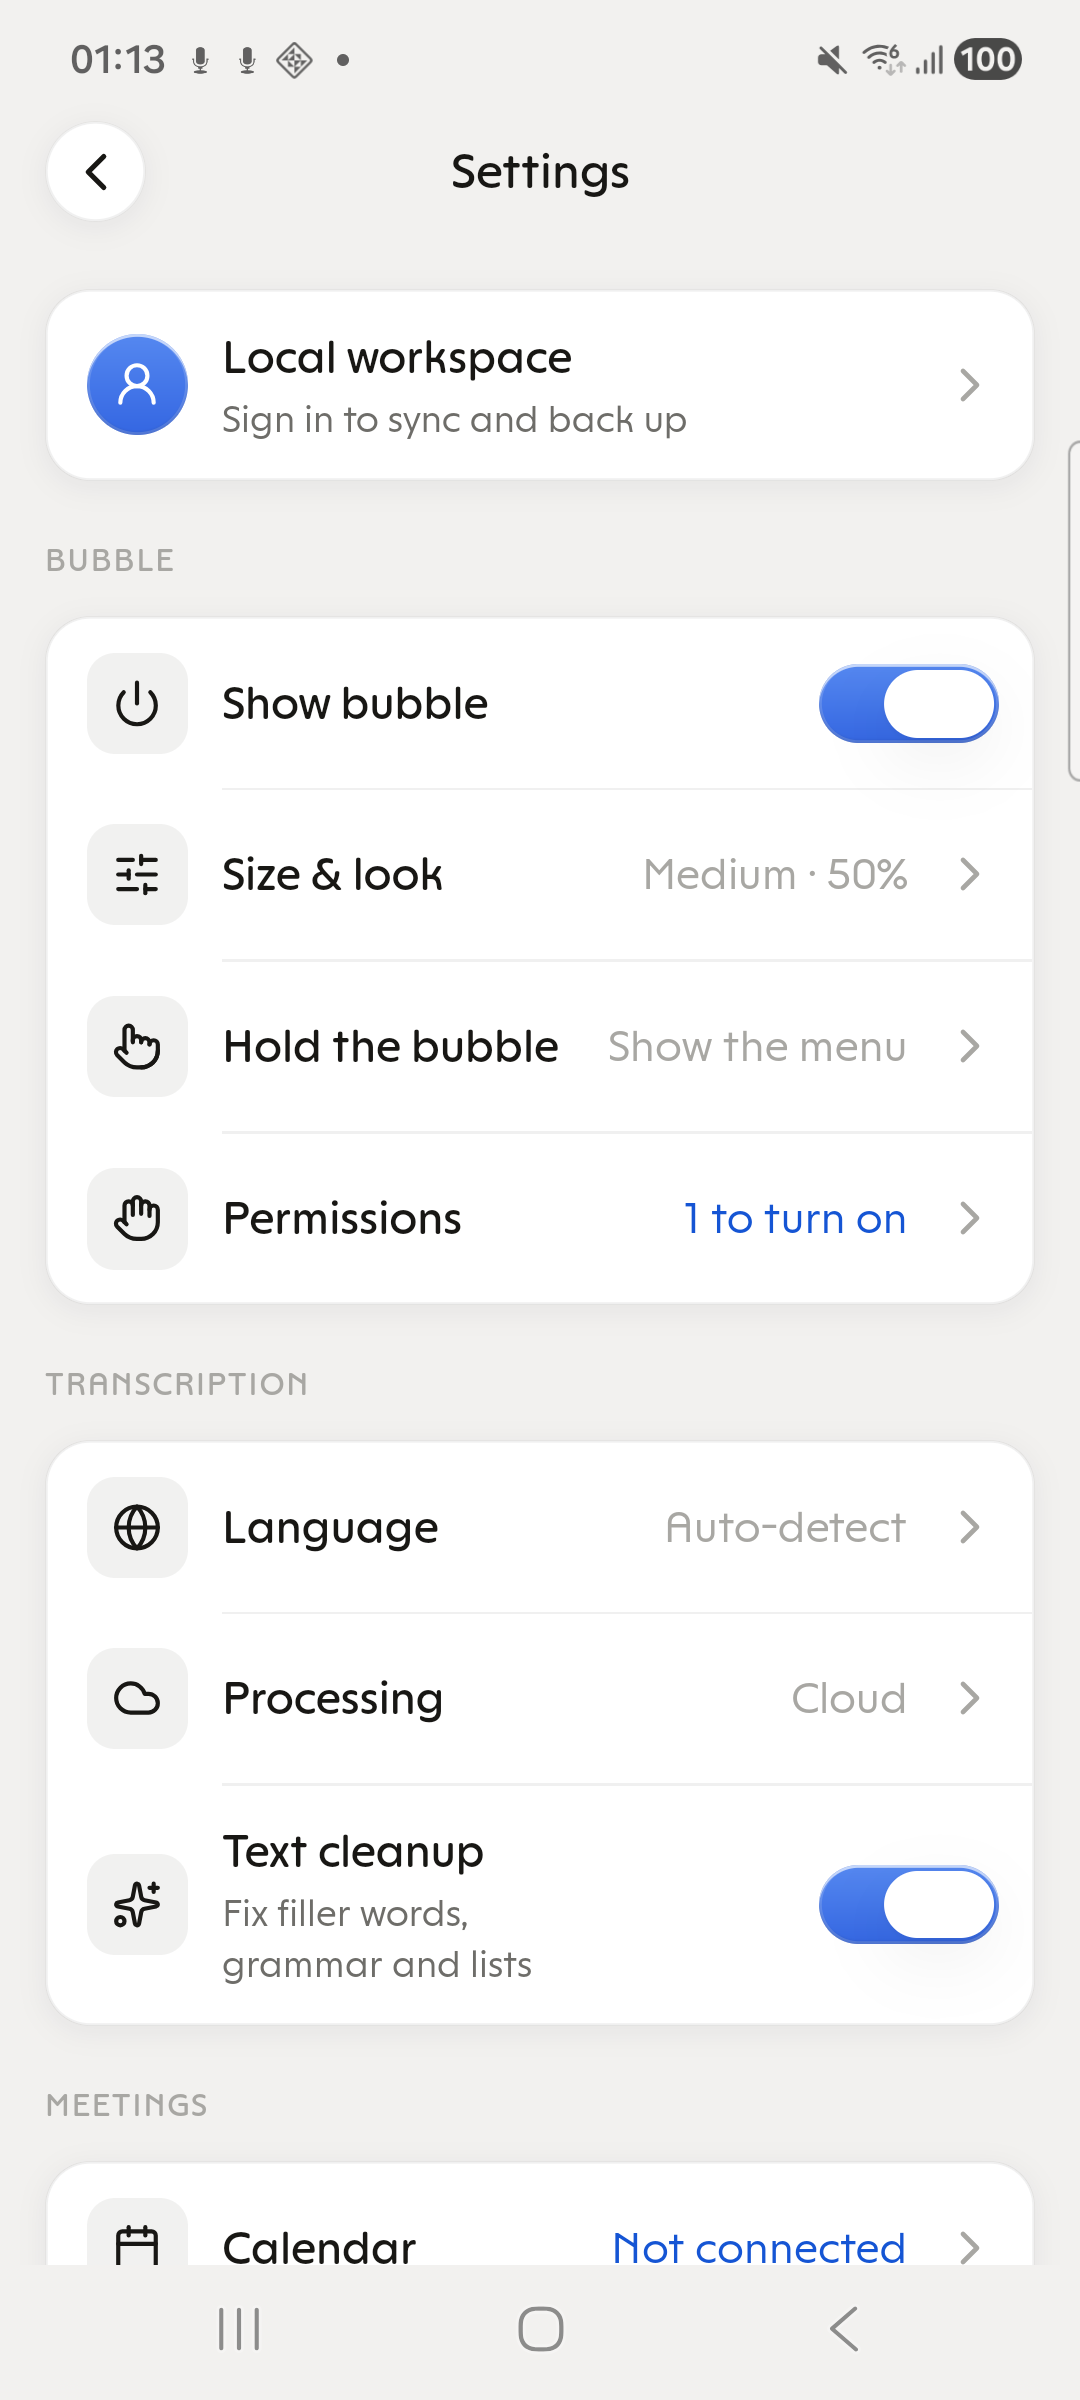 01:13
6
100
Settings
Local workspace
Sign in to sync and back up
BUBBLE
Show bubble
Size & look
Medium · 50%
Hold the bubble
Show the menu
Permissions
1 to turn on
TRANSCRIPTION
Language
Auto-detect
Processing
Cloud
Text cleanup
Fix filler words,
grammar and lists
MEETINGS
Calendar
Not connected